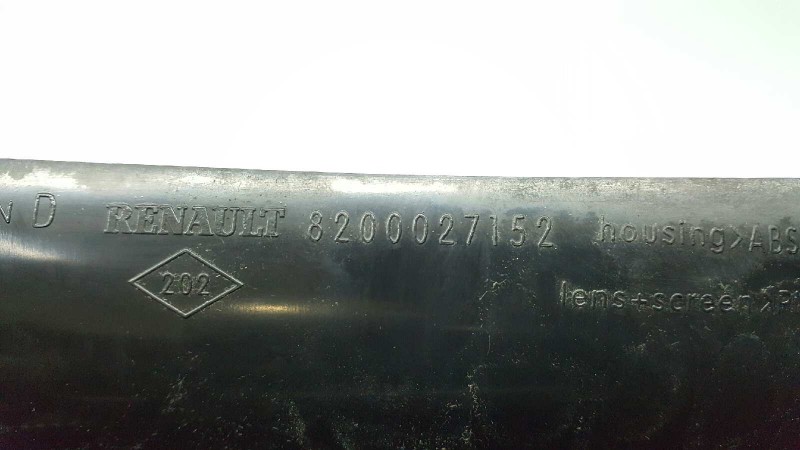 N D RENAULT 8200027152 housing>ABS
202
lens+screen>P